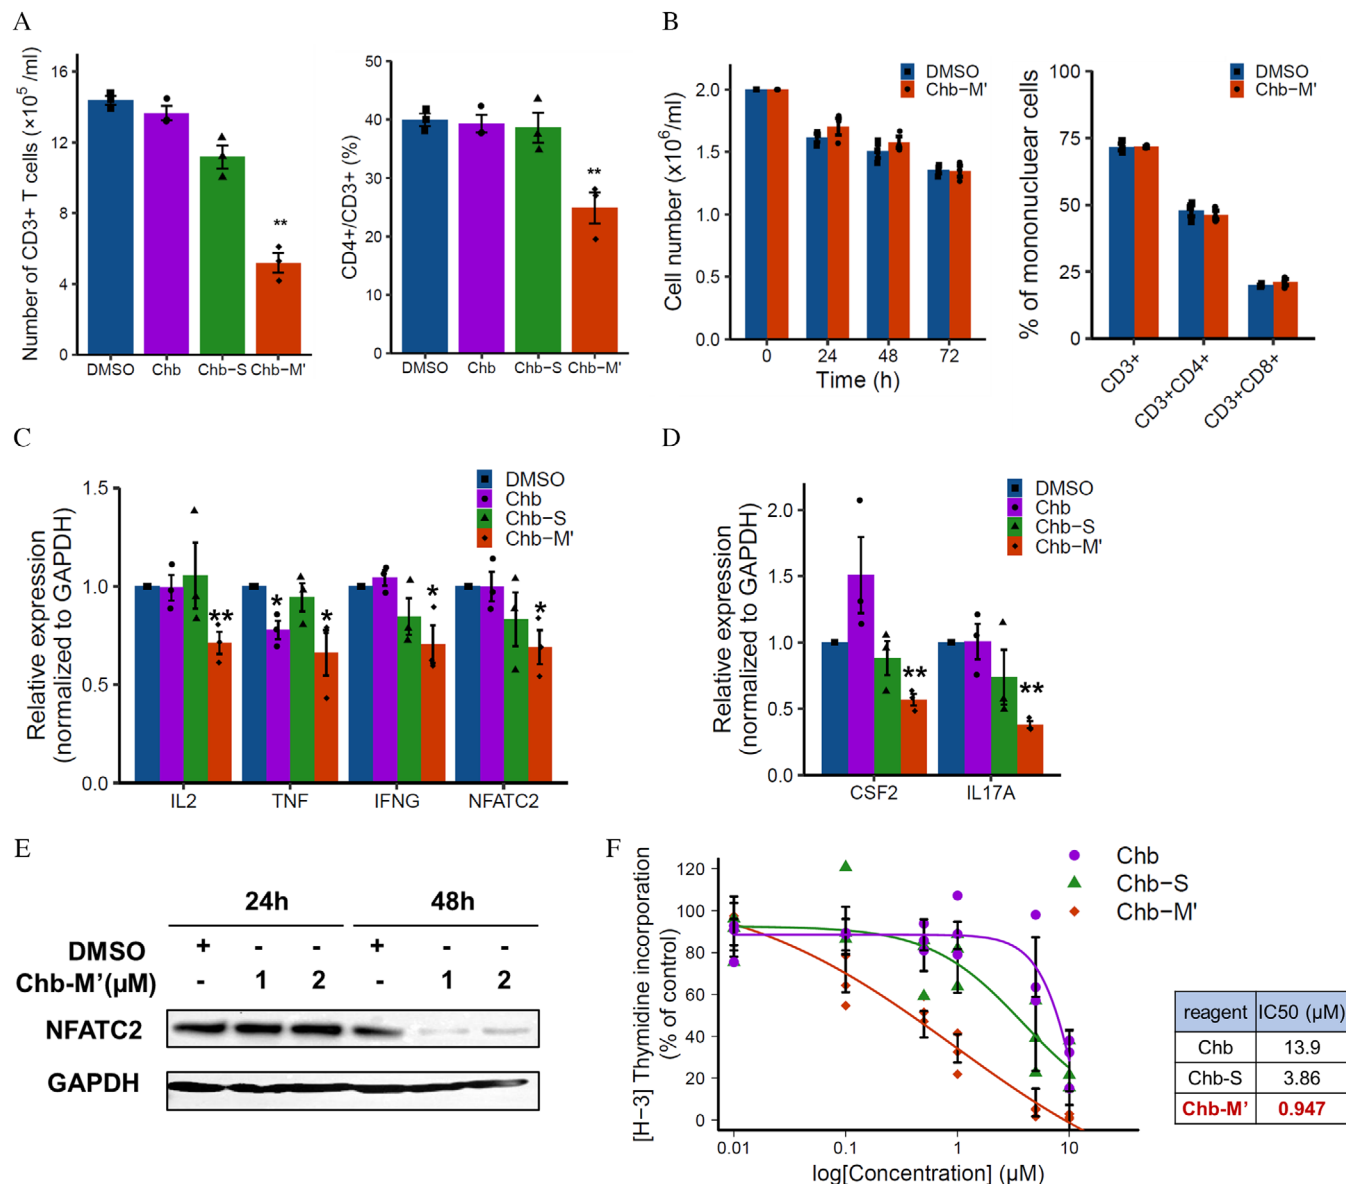 A
Number of CD3+ T cells (×10⁵/ml)
16
12
8
4
0
DMSO
Chb
Chb-S
Chb-M'
**
CD4+/CD3+ (%)
50
40
30
20
10
0
DMSO
Chb
Chb-S
Chb-M'
**
B
DMSO
Chb-M'
Cell number (x10⁶/ml)
2.0
1.5
1.0
0.5
0.0
0
24
48
72
Time (h)
DMSO
Chb-M'
% of mononuclear cells
100
75
50
25
0
CD3+
CD3+CD4+
CD3+CD8+
C
DMSO
Chb
Chb-S
Chb-M'
Relative expression
(normalized to GAPDH)
1.5
1.0
0.5
0.0
**
*
*
*
*
IL2
TNF
IFNG
NFATC2
D
DMSO
Chb
Chb-S
Chb-M'
Relative expression
(normalized to GAPDH)
2.0
1.5
1.0
0.5
0.0
**
**
CSF2
IL17A
E
24h 48h
DMSO + - - + - -
Chb-M'(μM) - 1 2 - 1 2
NFATC2
GAPDH
F
Chb
Chb-S
Chb-M'
[H-3] Thymidine incorporation
(% of control)
120
100
80
60
40
20
0
0.01
0.1
1
10
log[Concentration] (μM)
reagent IC50 (μM)
Chb 13.9
Chb-S 3.86
Chb-M' 0.947